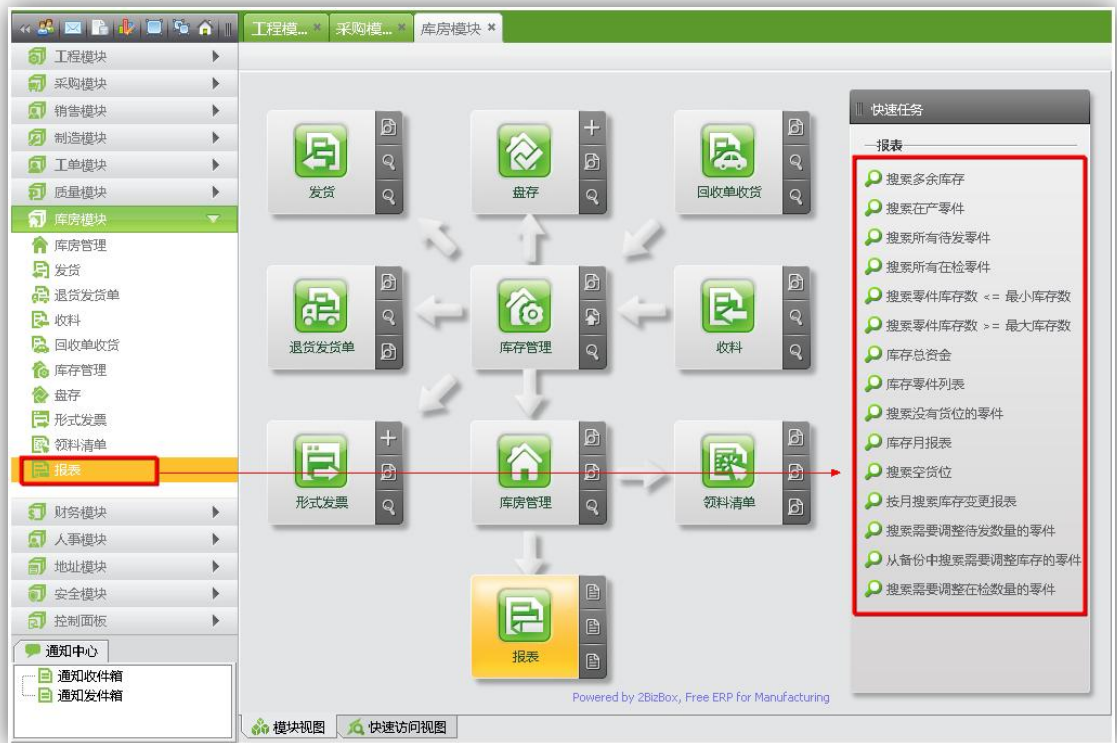 工程模... 采购模... 库房模块
工程模块
采购模块
销售模块
制造模块
工单模块
质量模块
库房模块
库房管理
发货
退货发货单
收料
回收单收货
库存管理
盘存
形式发票
领料清单
报表
财务模块
人事模块
地址模块
安全模块
控制面板
通知中心
通知收件箱
通知发件箱
发货 盘存 回收单收货
退货发货单 库存管理 收料
形式发票 库房管理 领料清单
报表
Powered by 2BizBox, Free ERP for Manufacturing
模块视图 快速访问视图
快速任务
报表
搜索多余库存
搜索在产零件
搜索所有待发零件
搜索所有在检零件
搜索零件库存数 <= 最小库存数
搜索零件库存数 >= 最大库存数
库存总资金
库存零件列表
搜索没有货位的零件
库存月报表
搜索空货位
按月搜索库存变更报表
搜索需要调整待发数量的零件
从备份中搜索需要调整库存的零件
搜索需要调整在检数量的零件